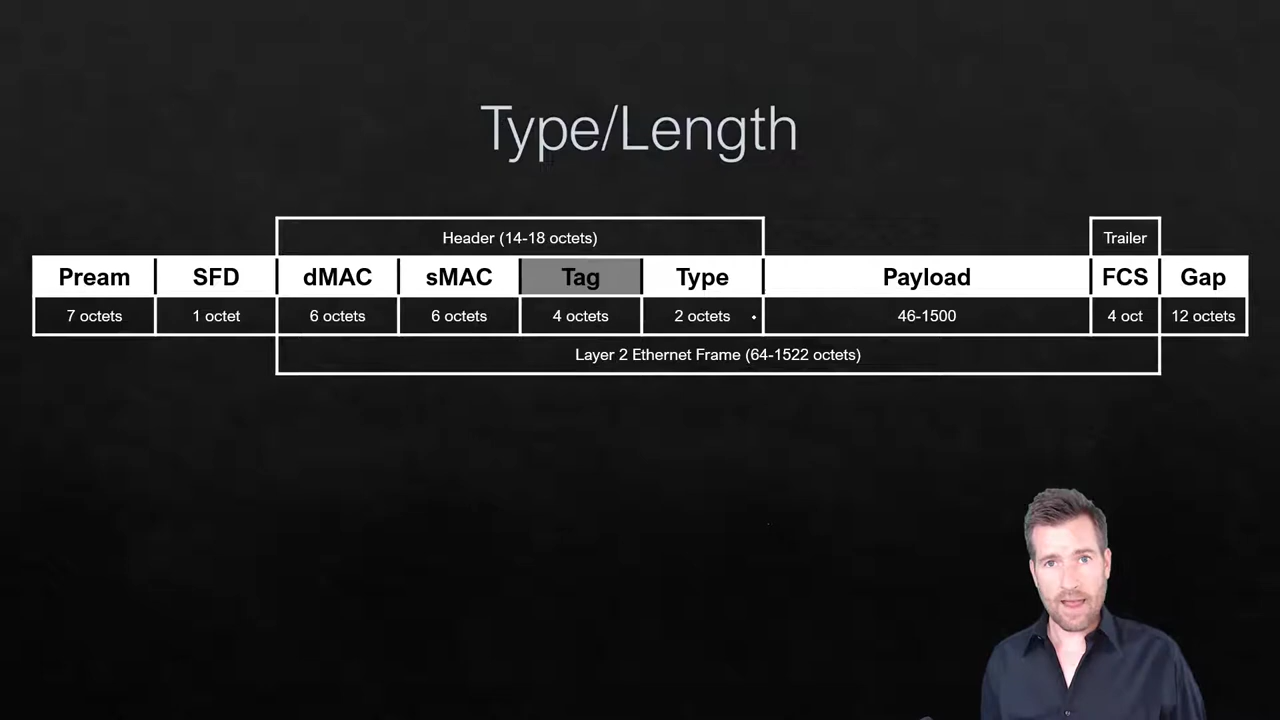 Type/Length
Header (14-18 octets)
Trailer
Pream SFD dMAC sMAC Tag Type Payload FCS Gap
7 octets 1 octet 6 octets 6 octets 4 octets 2 octets 46-1500 4 oct 12 octets
Layer 2 Ethernet Frame (64-1522 octets)